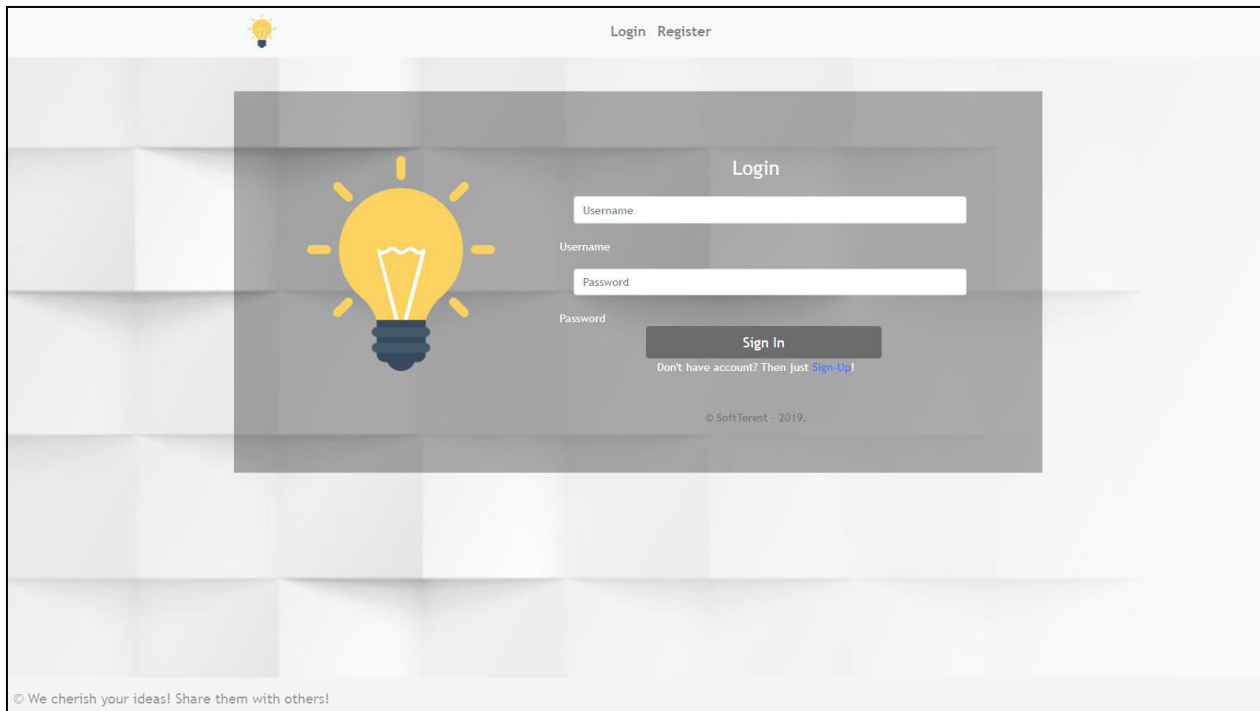 Login Register
Login
Username
Username
Password
Password
Sign In
Don't have account? Then just Sign-Up!
© SoftTerest - 2019.
© We cherish your ideas! Share them with others!